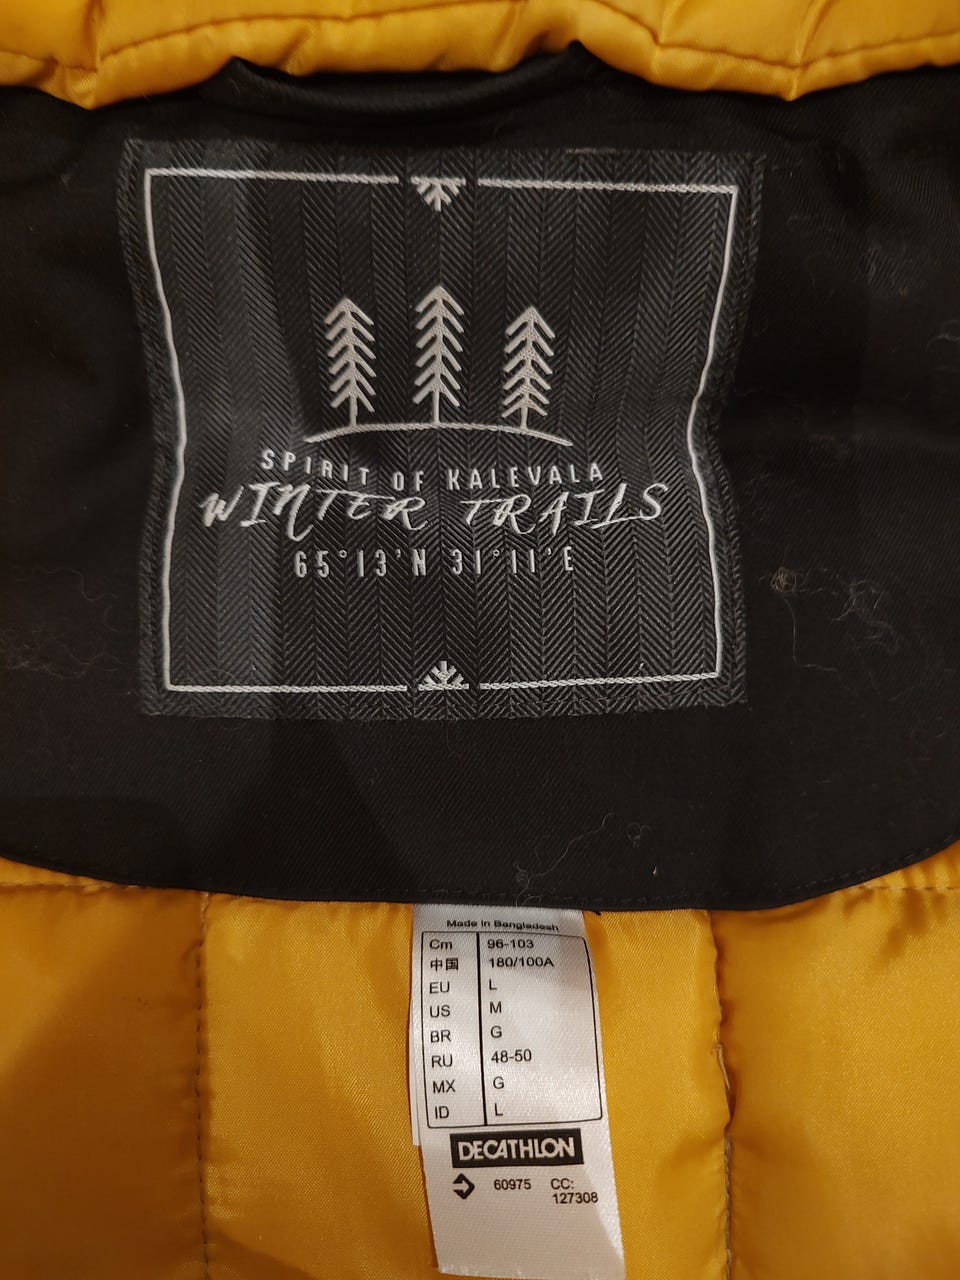 SPIRIT OF KALEVALA
WINTER TRAILS
65°13'N 31°11'E
Made in Bangladesh
Cm 96-103
中国 180/100A
EU L
US M
BR G
RU 48-50
MX G
ID L
DECATHLON
60975 CC:
127308